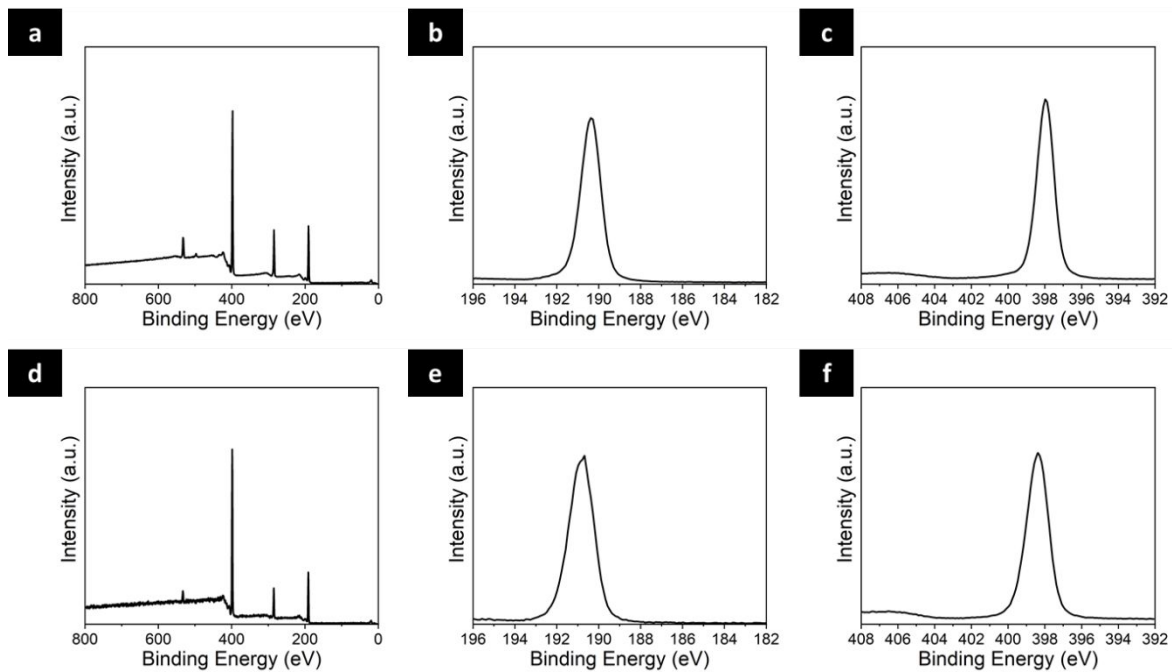 a
Intensity (a.u.)
800 600 400 200 0
Binding Energy (eV)
b
Intensity (a.u.)
196 194 192 190 188 186 184 182
Binding Energy (eV)
c
Intensity (a.u.)
408 406 404 402 400 398 396 394 392
Binding Energy (eV)
d
Intensity (a.u.)
800 600 400 200 0
Binding Energy (eV)
e
Intensity (a.u.)
196 194 192 190 188 186 184 182
Binding Energy (eV)
f
Intensity (a.u.)
408 406 404 402 400 398 396 394 392
Binding Energy (eV)